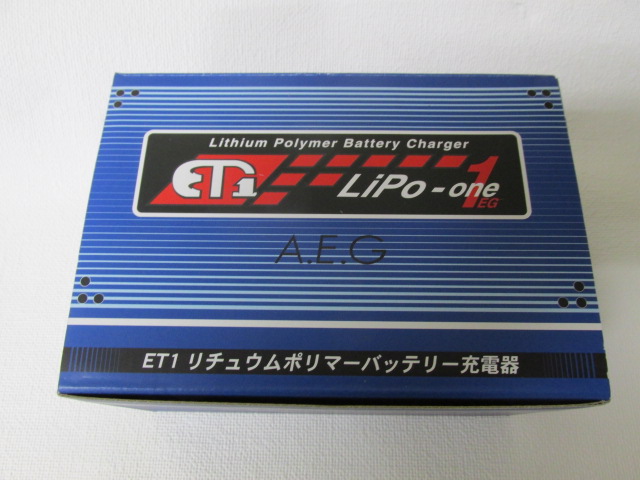 Lithium Polymer Battery Charger
ET1 LiPo-one 1
EG
A.E.G
ET1 リチュウムポリマーバッテリー充電器